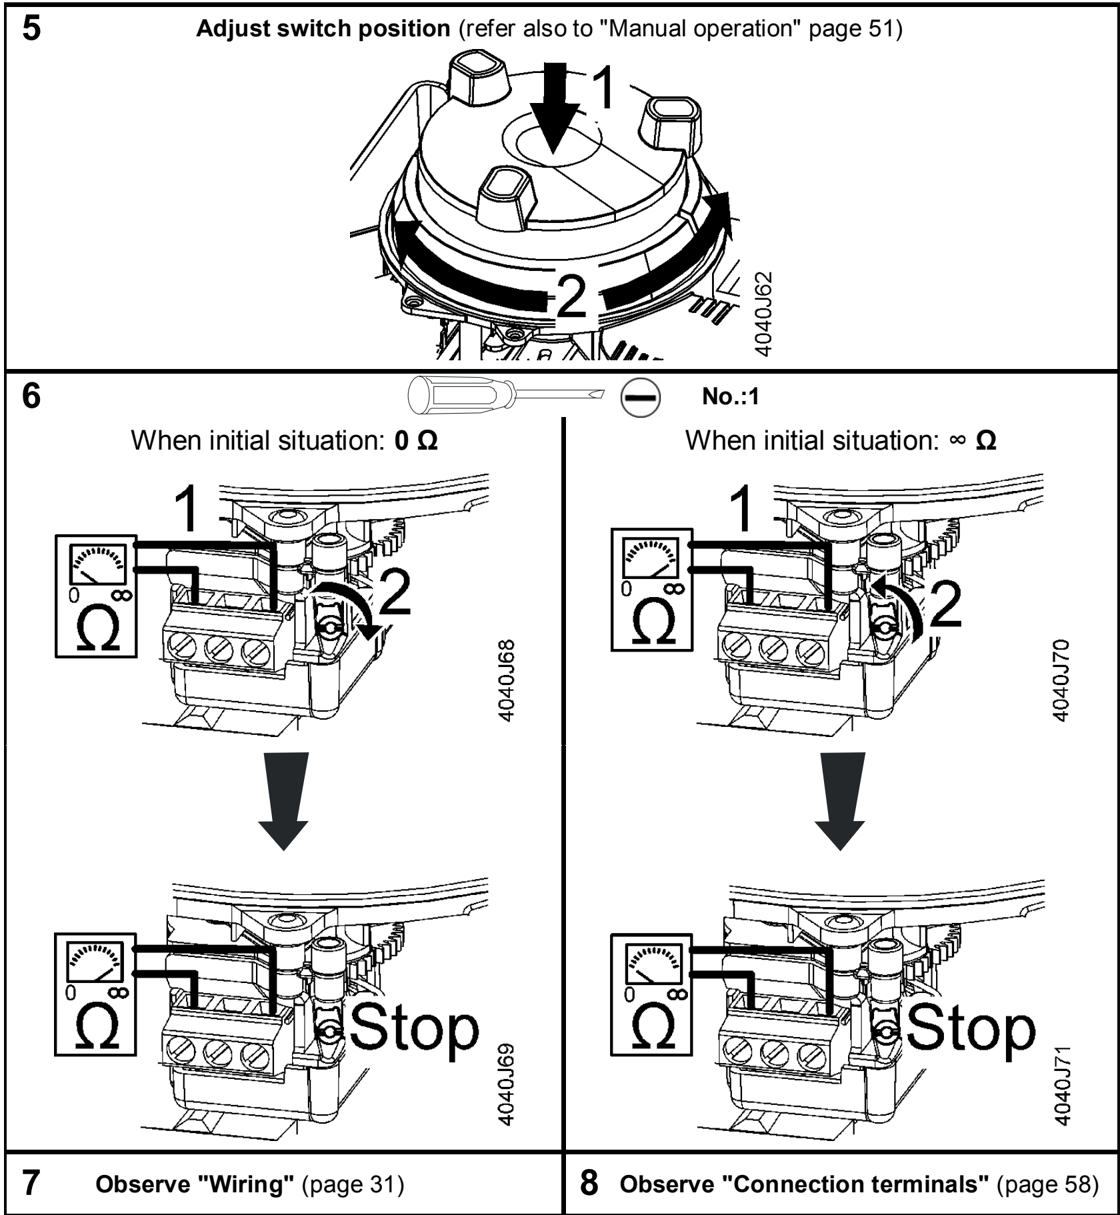 5 Adjust switch position (refer also to "Manual operation" page 51)
1
2
4040J62
6 No.:1
When initial situation: 0 Ω
1
2
0 ∞
Ω
4040J68
0 ∞
Ω
Stop
4040J69
When initial situation: ∞ Ω
1
2
0 ∞
Ω
4040J70
0 ∞
Ω
Stop
4040J71
7 Observe "Wiring" (page 31)
8 Observe "Connection terminals" (page 58)